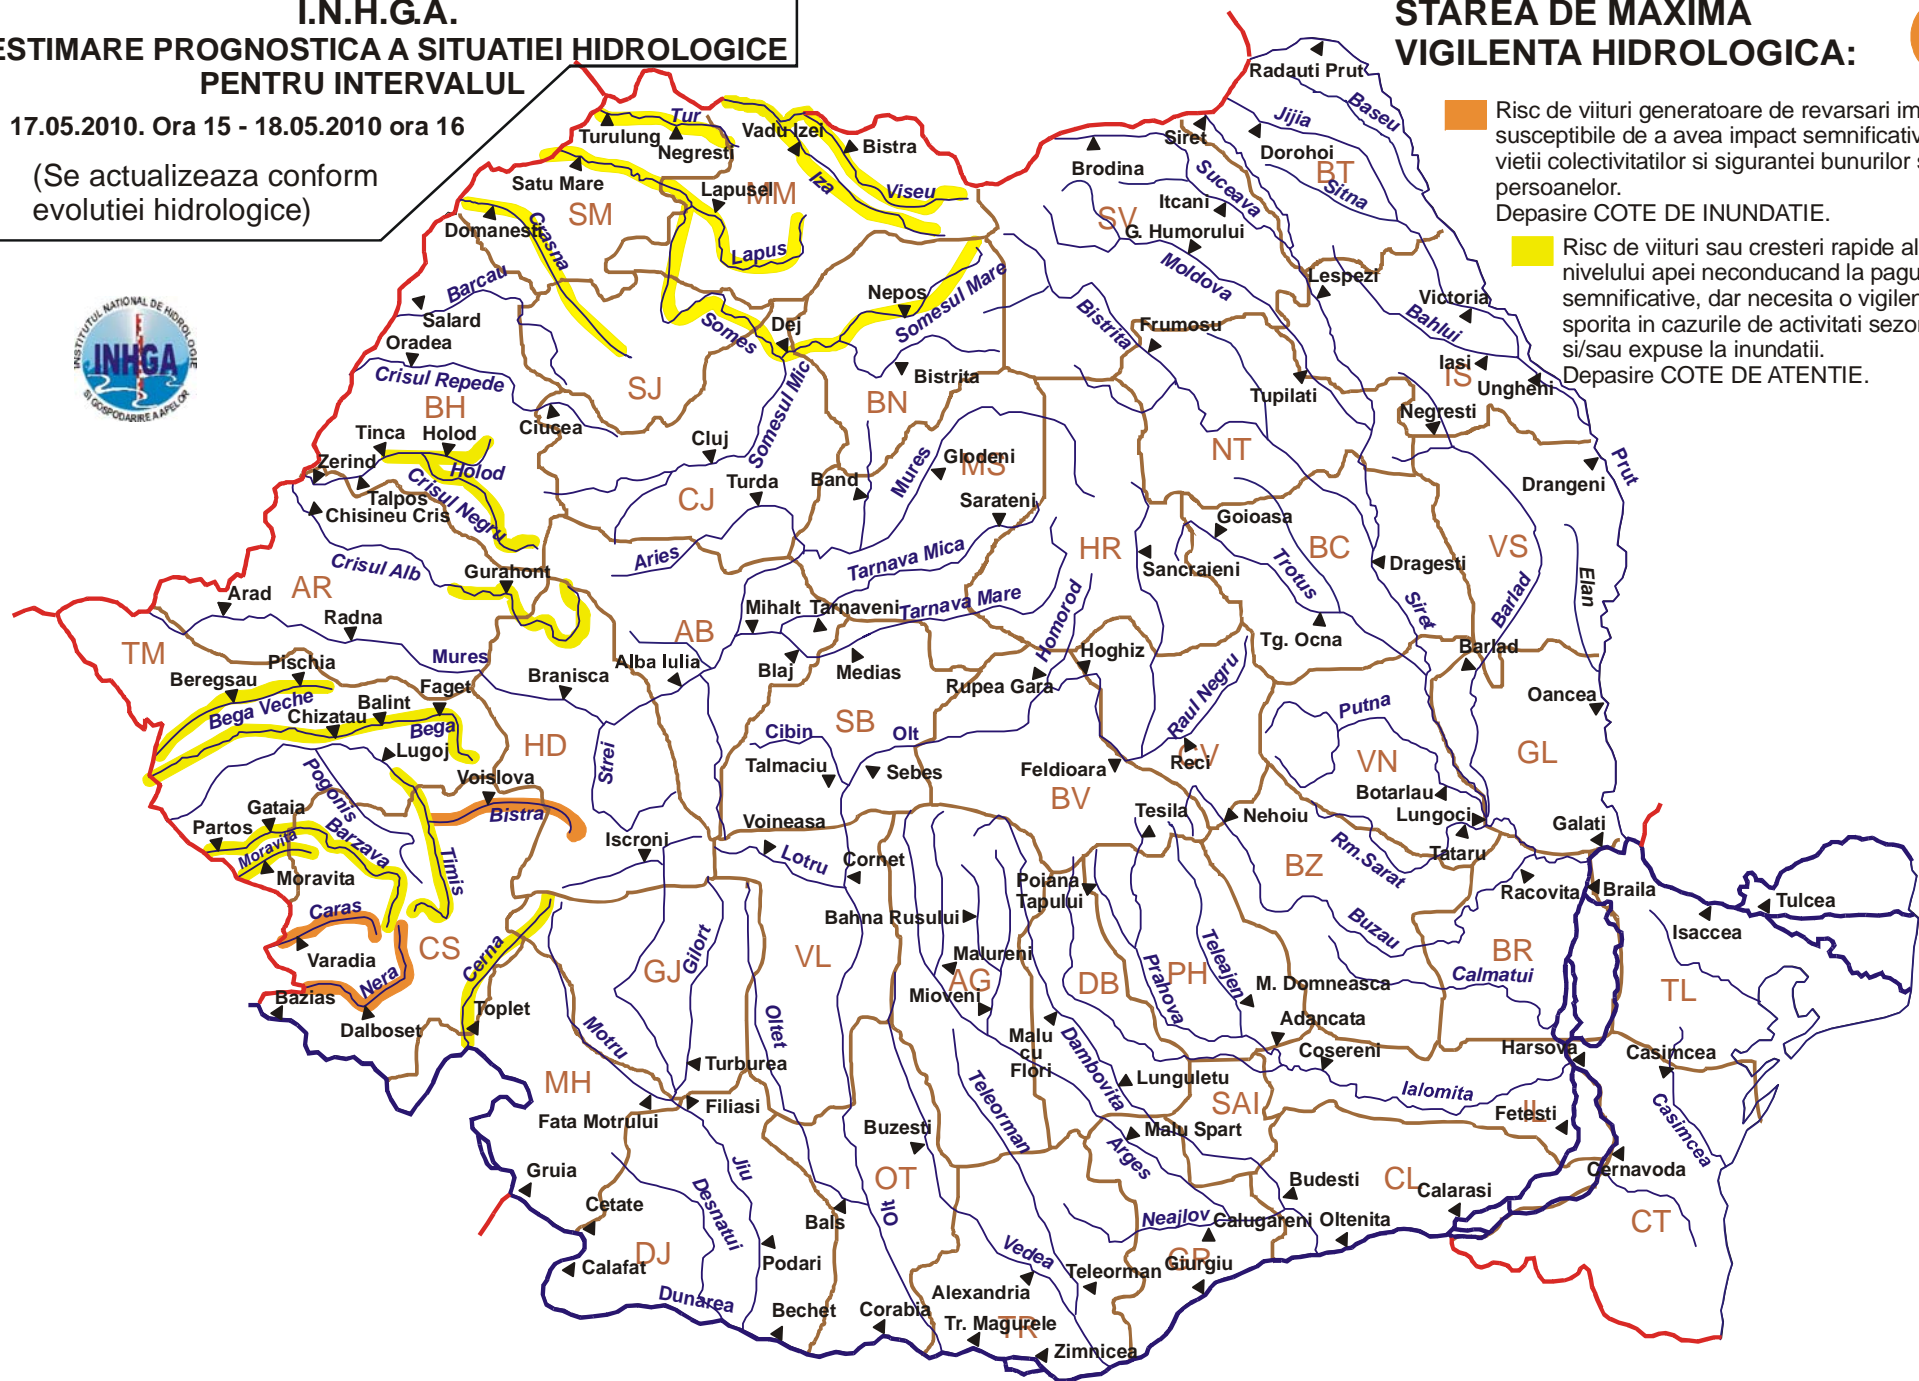 I.N.H.G.A.
ESTIMARE PROGNOSTICA A SITUATIEI HIDROLOGICE
PENTRU INTERVALUL
17.05.2010. Ora 15 - 18.05.2010 ora 16
(Se actualizeaza conform
evolutiei hidrologice)
STAREA DE MAXIMA
VIGILENTA HIDROLOGICA:
Risc de viituri generatoare de revarsari im
susceptibile de a avea impact semnificativ
vietii colectivitatilor si sigurantei bunurilor s
persoanelor.
Depasire COTE DE INUNDATIE.
Risc de viituri sau cresteri rapide al
nivelului apei neconducand la pagu
semnificative, dar necesita o vigilen
sporita in cazurile de activitati sezon
si/sau expuse la inundatii.
Depasire COTE DE ATENTIE.
INSTITUTUL NATIONAL DE HIDROLOGIE
INHGA
SI GOSPODARIRE A APELOR
Radauti Prut
Baseu
Jijia
Siret
Dorohoi
BT
Sitna
Brodina
Suceava
Itcani
SV
G. Humorului
Moldova
Lespezi
Victoria
Bahlui
Iasi
IS
Ungheni
Negresti
Bistrita
Frumosu
Tupilati
NT
Prut
Drangeni
Tur
Turulung
Negresti
Vadu Izei
Bistra
Viseu
Iza
Satu Mare
SM
Lapusel
MM
Lapus
Domanesti
Crasna
Barcau
Salard
Oradea
Crisul Repede
BH
Ciucea
SJ
Somes
Dej
Nepos
Somesul Mare
Bistrita
BN
Somesul Mic
Cluj
CJ
Turda
Band
Mures
Glodeni
MS
Sarateni
Tinca
Holod
Holod
Zerind
Talpos
Chisineu Cris
Crisul Negru
Crisul Alb
AR
Gurahont
Aries
Tarnava Mica
Tarnava Mare
HR
Sancraieni
Homorod
Goioasa
BC
Trotus
Dragesti
Siret
VS
Barlad
Elan
Tg. Ocna
Barlad
Oancea
Arad
Radna
Mures
TM
Pischia
Beregsau
Bega Veche
Chizatau
Balint
Faget
Bega
Lugoj
Branisca
Alba Iulia
AB
Mihalt
Tarnaveni
Blaj
Medias
Rupea Gara
Hoghiz
Raul Negru
CV
Reci
HD
Strei
Cibin
SB
Olt
Talmaciu
Sebes
Feldioara
BV
Putna
VN
Botarlau
Lungoci
GL
Galati
Pogonis
Voislova
Bistra
Gataia
Partos
Barzava
Moravita
Moravita
Timis
Iscroni
Voineasa
Lotru
Cornet
Tesila
Nehoiu
BZ
Rm.Sarat
Tataru
Racovita
Braila
Tulcea
Isaccea
Caras
Varadia
CS
Nera
Cerna
Bazias
Dalboset
Toplet
GJ
Gilort
Motru
VL
Oltet
Bahna Rusului
Malureni
AG
Mioveni
Poiana
Tapului
DB
Prahova
PH
Teleajen
Buzau
BR
Calmatui
M. Domneasca
Adancata
Cosereni
Harsova
TL
Casimcea
MH
Turburea
Filiasi
Fata Motrului
Malu
cu
Flori
Dambovita
Lunguletu
SAI
Ialomita
IL
Fetesti
Casimcea
Teleorman
Malu Spart
Arges
Buzesti
OT
Budesti
CL
Calarasi
Cernavoda
CT
Gruia
Cetate
Jiu
Desnatui
Bals
Olt
Neajlov
Calugareni
Oltenita
DJ
Podari
Calafat
Vedea
GR
Giurgiu
Teleorman
Alexandria
Dunarea
Bechet
Corabia
Tr. Magurele
TR
Zimnicea